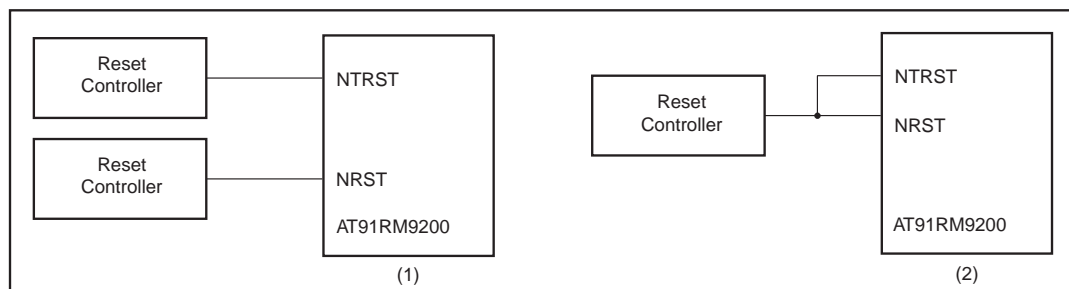 Reset
Controller
NTRST
Reset
Controller
NRST
AT91RM9200
(1)
Reset
Controller
NTRST
NRST
AT91RM9200
(2)